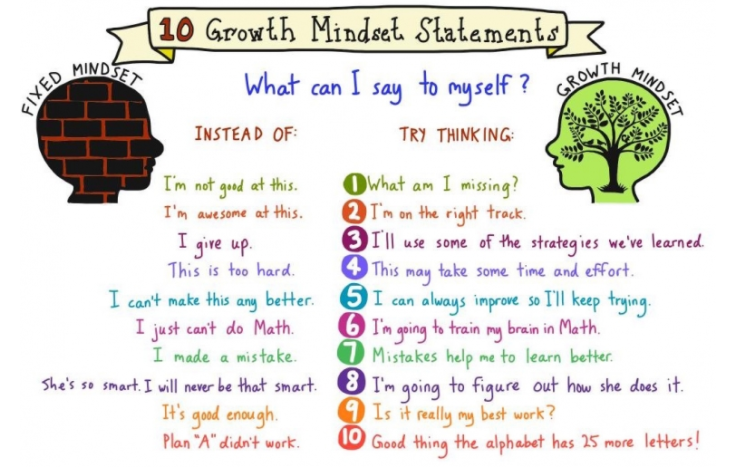 10 Growth Mindset Statements
FIXED MINDSET
What can I say to myself?
GROWTH MINDSET
INSTEAD OF: TRY THINKING:
I'm not good at this. 1 What am I missing?
I'm awesome at this. 2 I'm on the right track.
I give up. 3 I'll use some of the strategies we've learned.
This is too hard. 4 This may take some time and effort.
I can't make this any better. 5 I can always improve so I'll keep trying.
I just can't do Math. 6 I'm going to train my brain in Math.
I made a mistake. 7 Mistakes help me to learn better.
She's so smart. I will never be that smart. 8 I'm going to figure out how she does it.
It's good enough. 9 Is it really my best work?
Plan "A" didn't work. 10 Good thing the alphabet has 25 more letters!